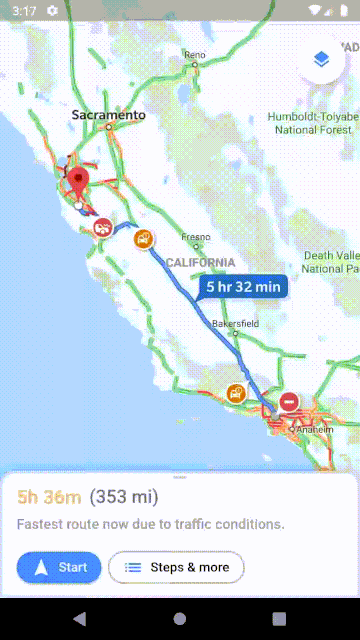 3:17
Reno
Sacramento
Humboldt-Toiyabe
National Forest
Fresno
CALIFORNIA
Death Valle
National Pa
5 hr 32 min
Bakersfield
Anaheim
5h 36m (353 mi)
Fastest route now due to traffic conditions.
Start
Steps & more